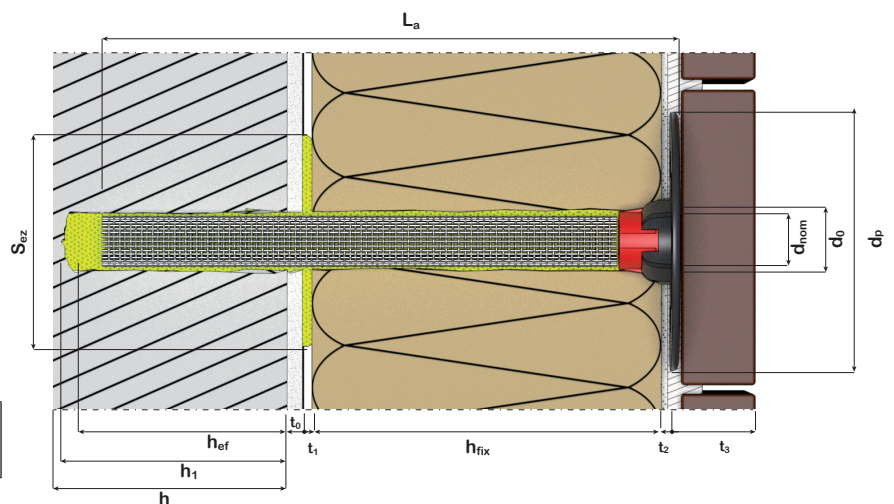 Lₐ
Sₑz
dnom
d₀
dₚ
t₀
hef
t₁
hfix
t₂
t₃
h₁
h